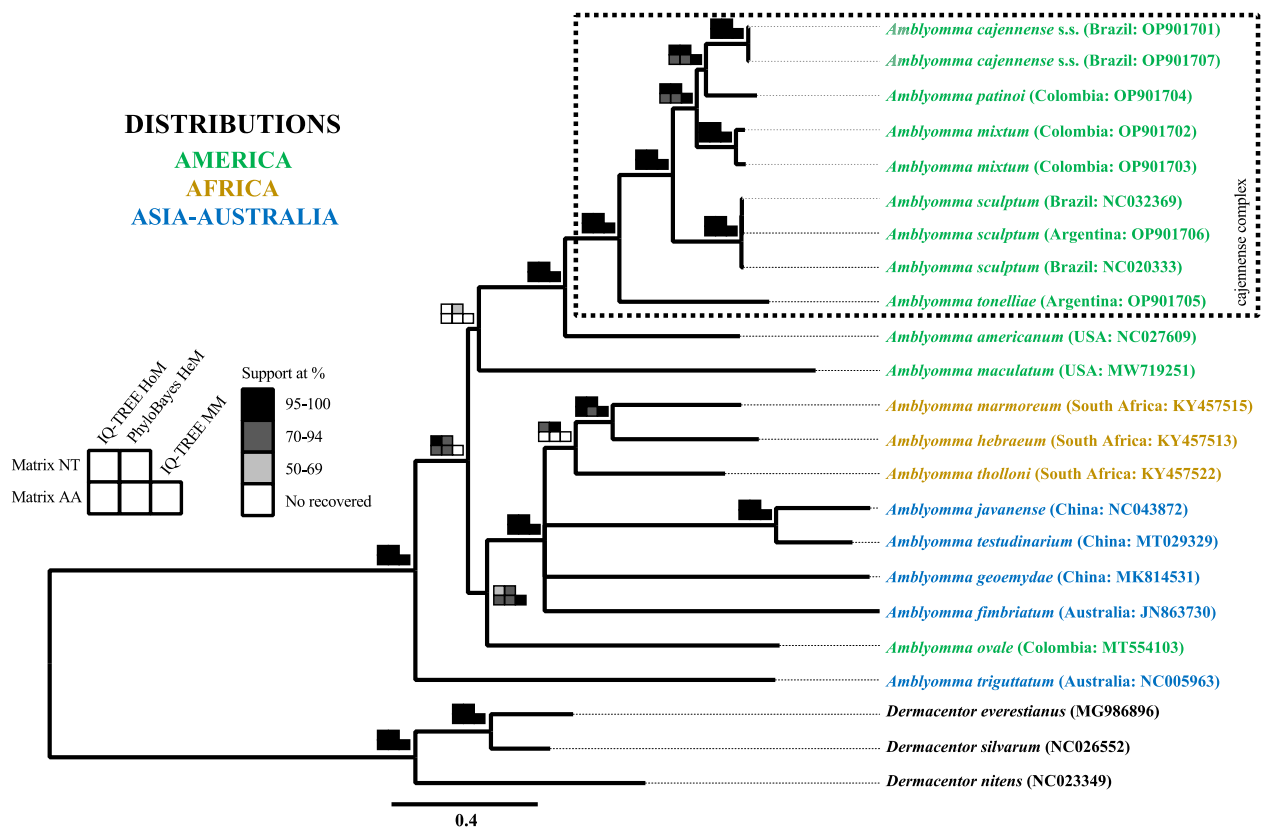 DISTRIBUTIONS
AMERICA
AFRICA
ASIA-AUSTRALIA
IQ-TREE HoM
PhyloBayes HeM
IQ-TREE MM
Matrix NT
Matrix AA
Support at %
95-100
70-94
50-69
No recovered
Amblyomma cajennense s.s. (Brazil: OP901701)
Amblyomma cajennense s.s. (Brazil: OP901707)
Amblyomma patinoi (Colombia: OP901704)
Amblyomma mixtum (Colombia: OP901702)
Amblyomma mixtum (Colombia: OP901703)
Amblyomma sculptum (Brazil: NC032369)
Amblyomma sculptum (Argentina: OP901706)
Amblyomma sculptum (Brazil: NC020333)
Amblyomma tonelliae (Argentina: OP901705)
cajennense complex
Amblyomma americanum (USA: NC027609)
Amblyomma maculatum (USA: MW719251)
Amblyomma marmoreum (South Africa: KY457515)
Amblyomma hebraeum (South Africa: KY457513)
Amblyomma tholloni (South Africa: KY457522)
Amblyomma javanense (China: NC043872)
Amblyomma testudinarium (China: MT029329)
Amblyomma geoemydae (China: MK814531)
Amblyomma fimbriatum (Australia: JN863730)
Amblyomma ovale (Colombia: MT554103)
Amblyomma triguttatum (Australia: NC005963)
Dermacentor everestianus (MG986896)
Dermacentor silvarum (NC026552)
Dermacentor nitens (NC023349)
0.4